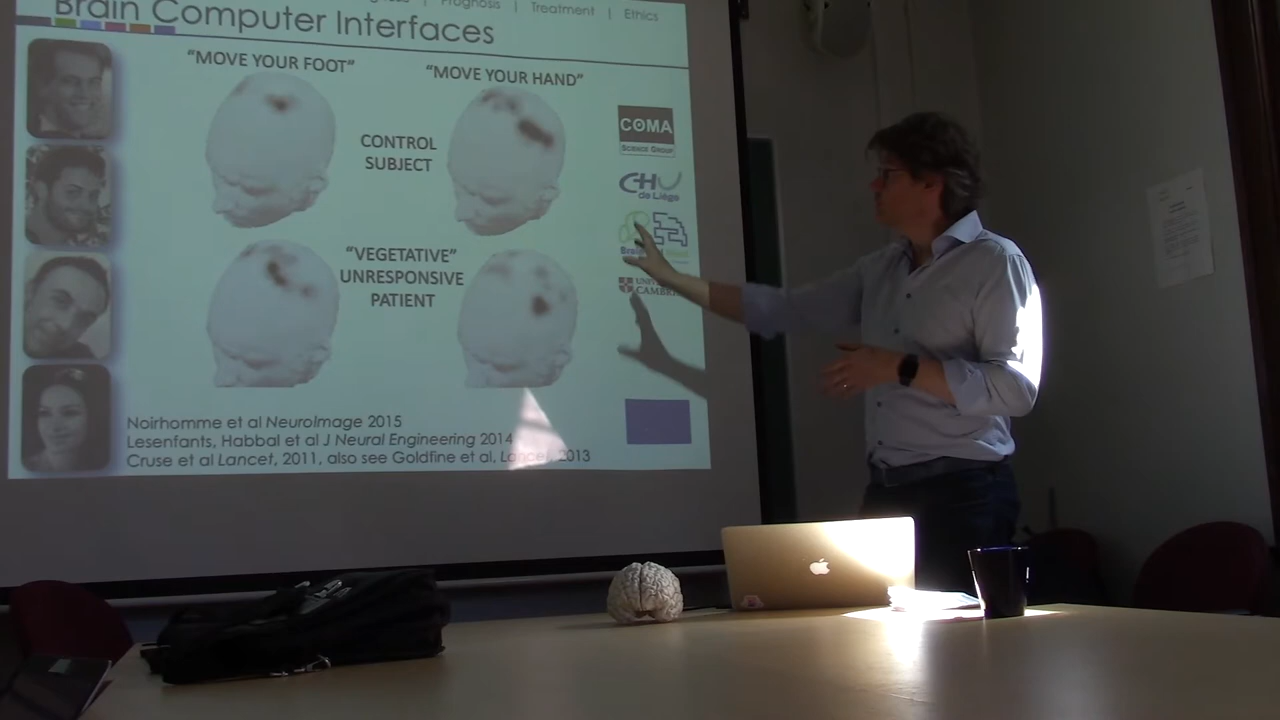 Prognosis | Treatment | Ethics
Brain Computer Interfaces
"MOVE YOUR FOOT"
"MOVE YOUR HAND"
CONTROL
SUBJECT
"VEGETATIVE"
UNRESPONSIVE
PATIENT
COMA
SCIENCE GROUP
CHU
de Liège
Noirhomme et al NeuroImage 2015
Lesenfants, Habbal et al J Neural Engineering 2014
Cruse et al Lancet, 2011, also see Goldfine et al, Lancet, 2013